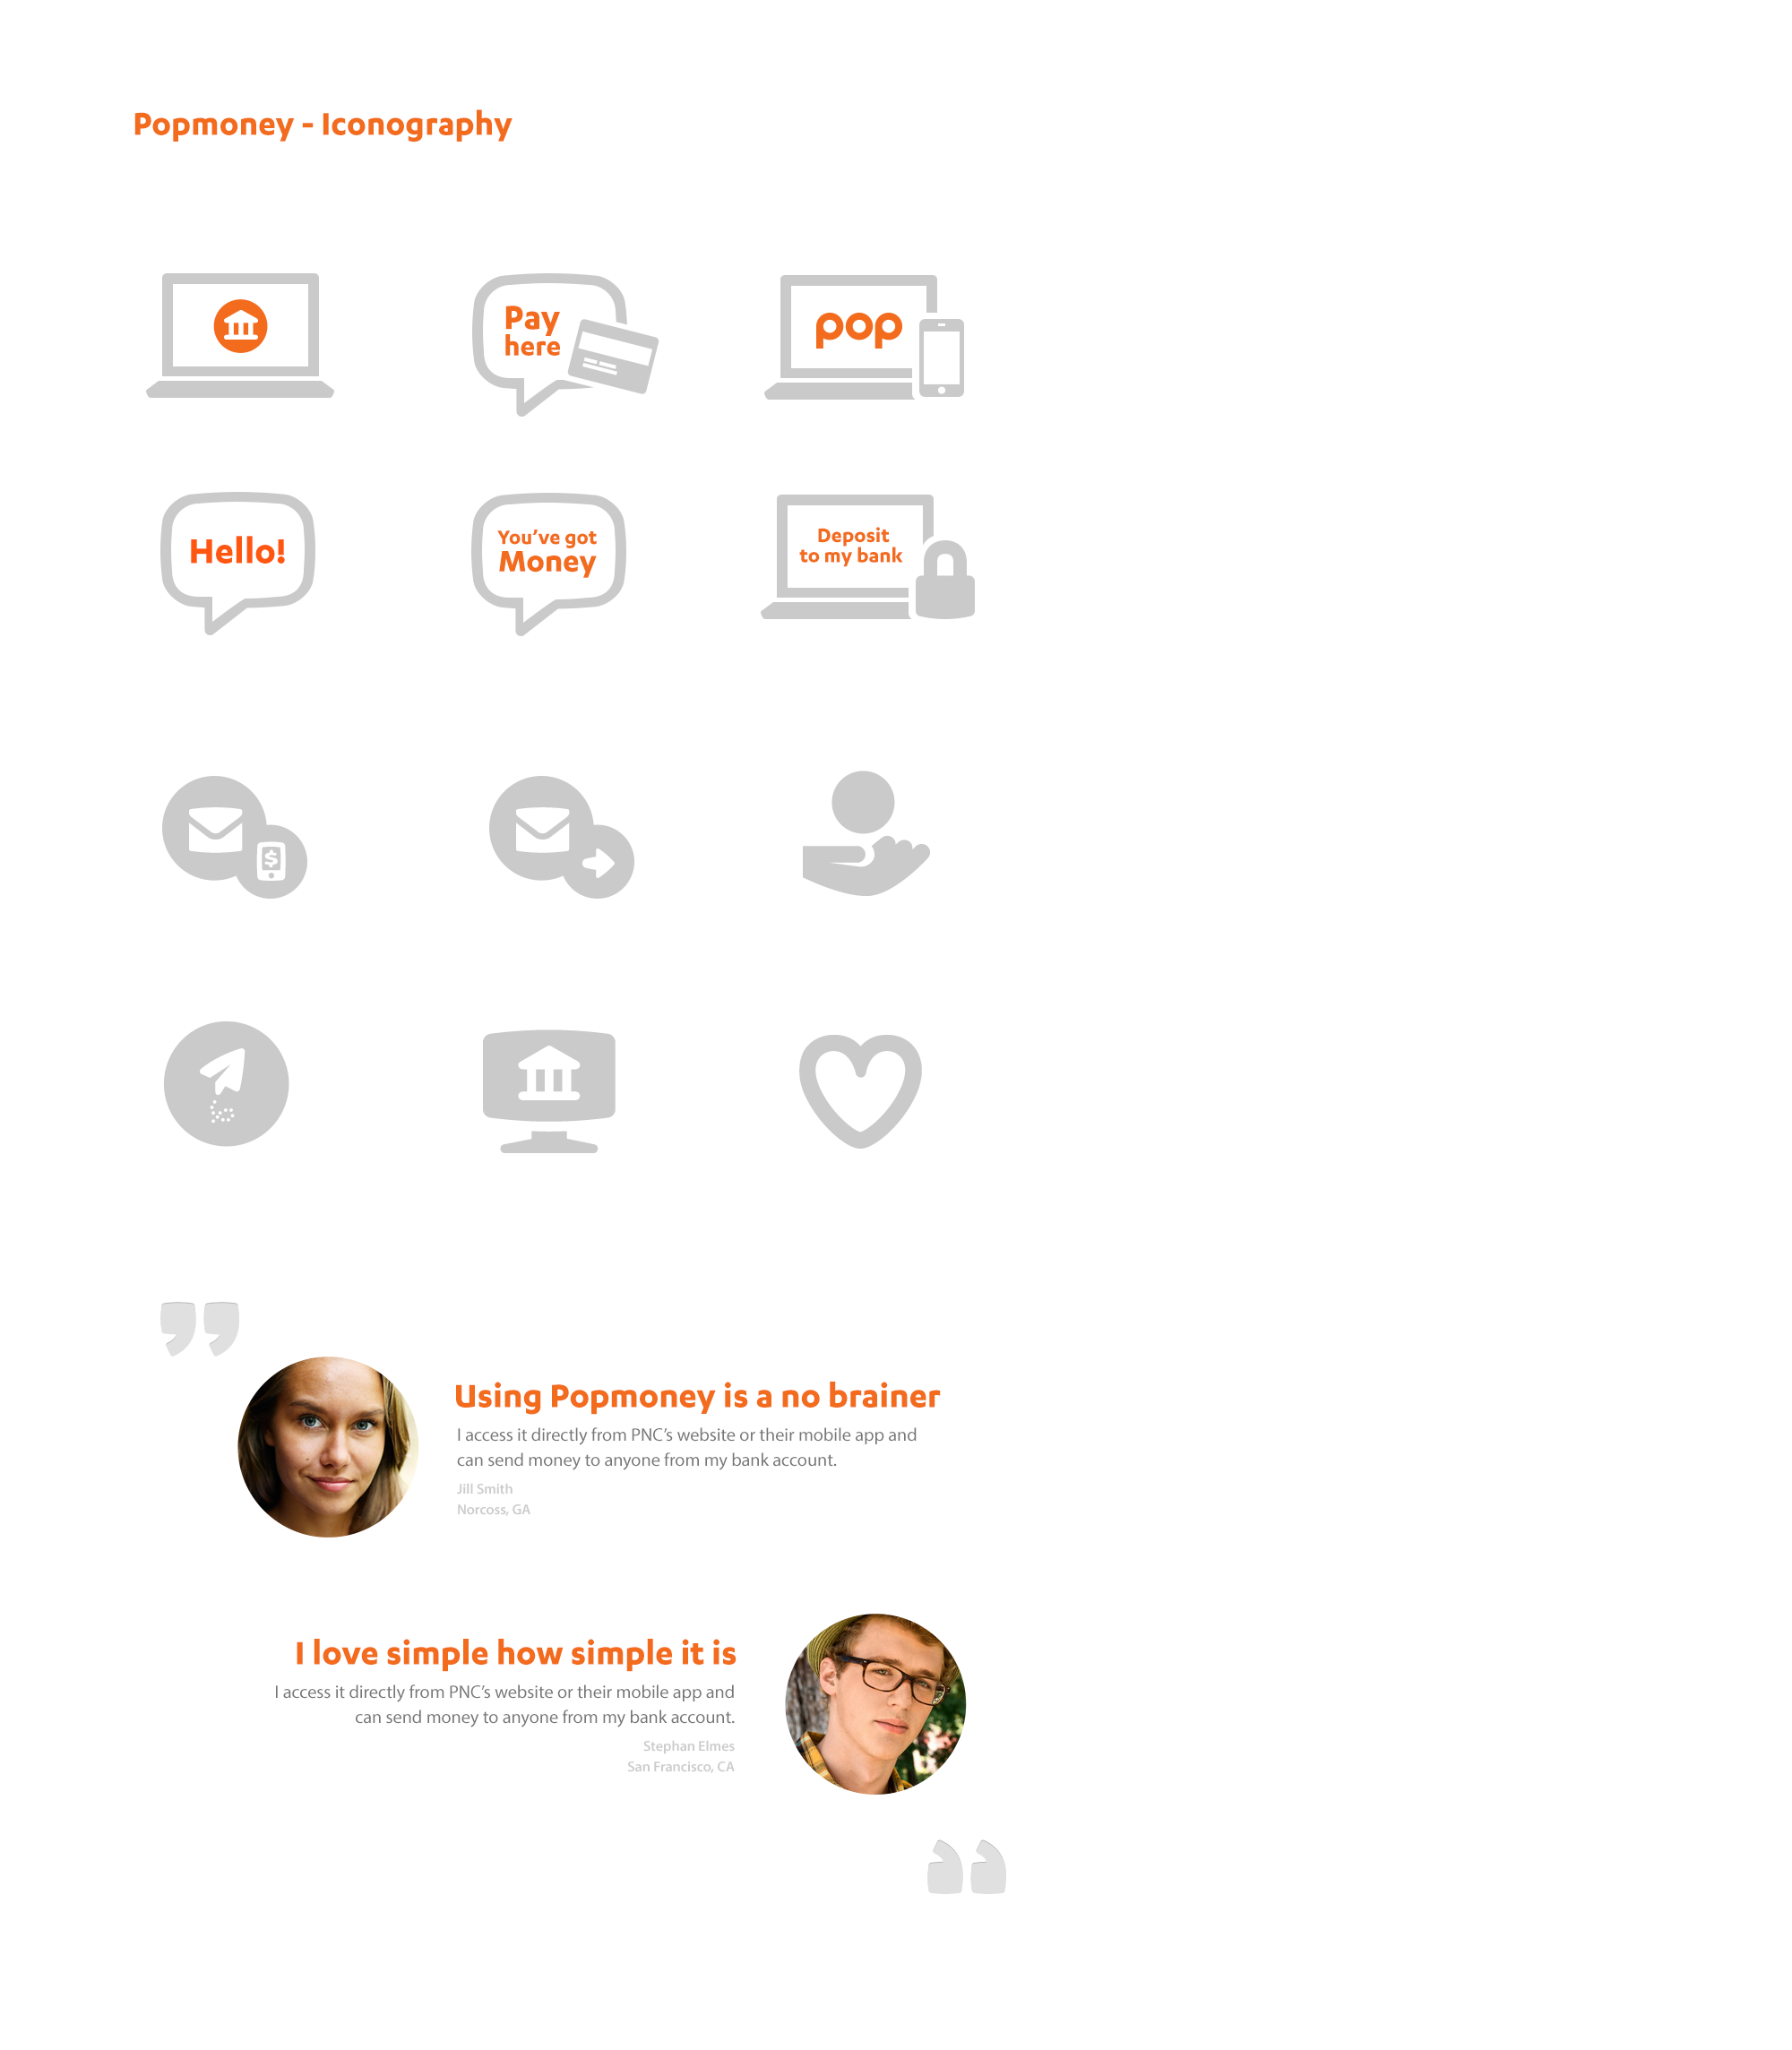 Popmoney - Iconography
Pay
here
pop
Hello!
You've got
Money
Deposit
to my bank
$
Using Popmoney is a no brainer
I access it directly from PNC's website or their mobile app and
can send money to anyone from my bank account.
Jill Smith
Norcoss, GA
I love simple how simple it is
I access it directly from PNC's website or their mobile app and
can send money to anyone from my bank account.
Stephan Elmes
San Francisco, CA